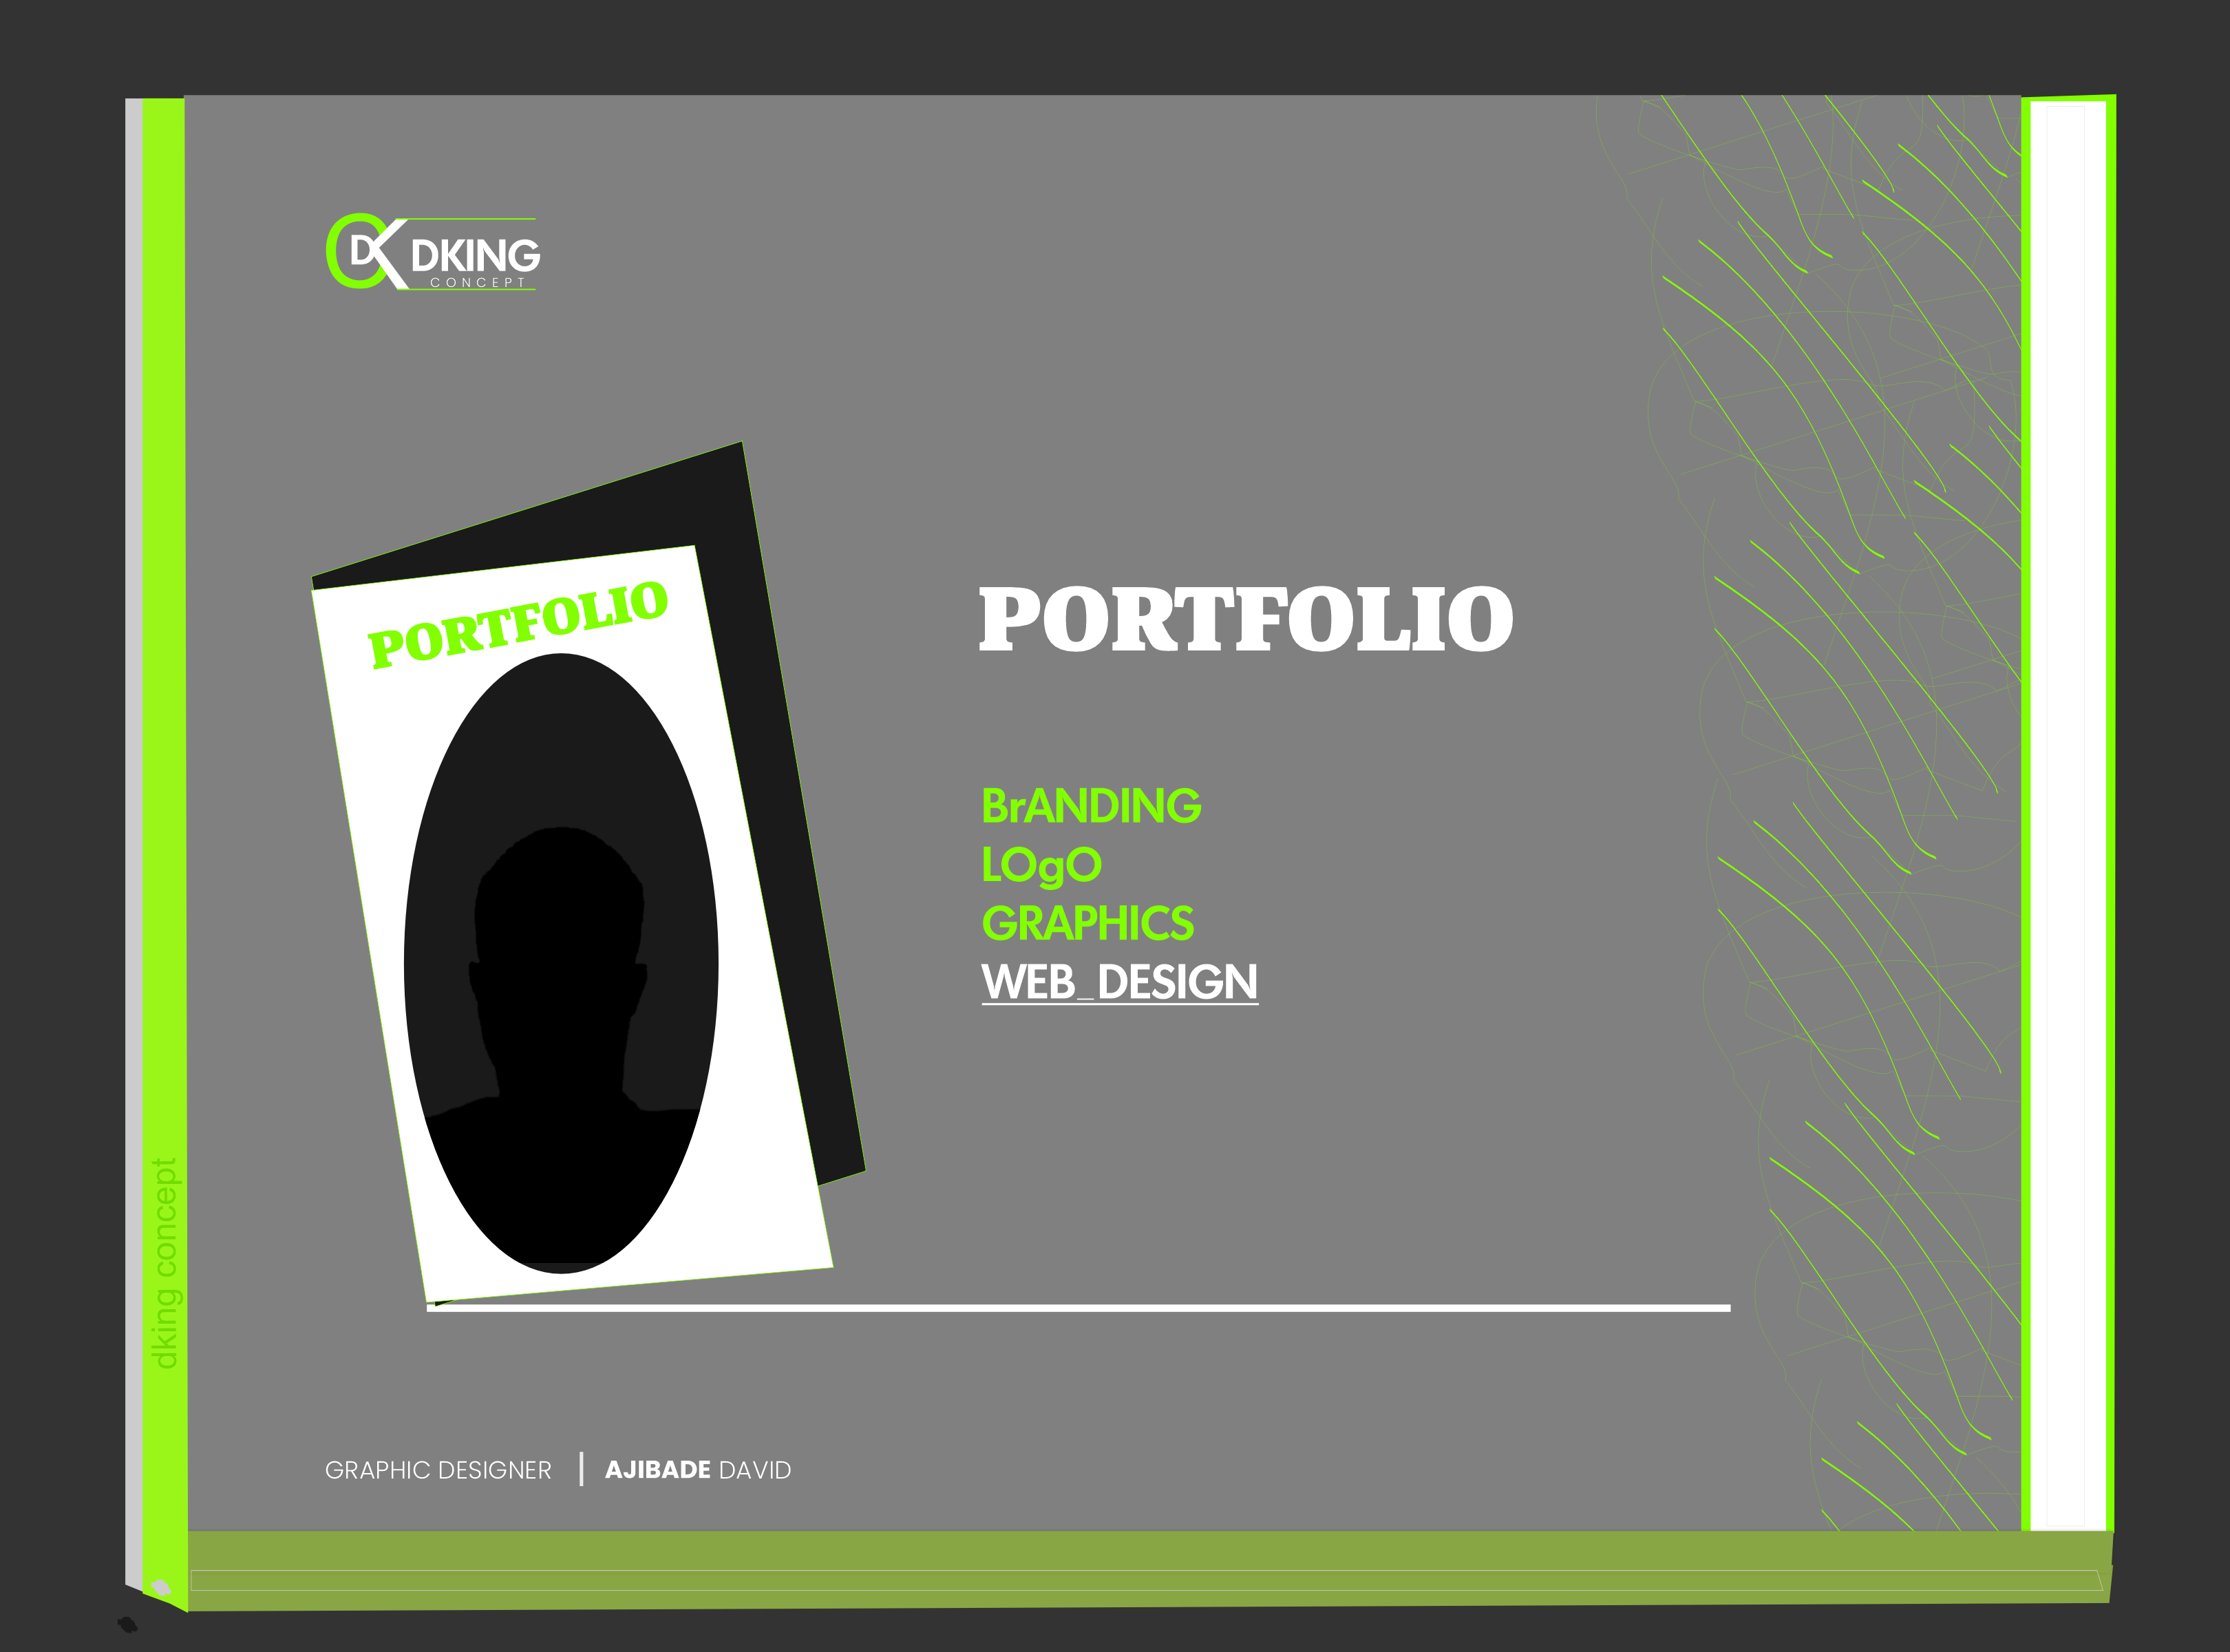 DK DKING
CONCEPT
PORTFOLIO
PORTFOLIO
BrANDING
LOgO
GRAPHICS
WEB_DESIGN
dking concept
GRAPHIC DESIGNER | AJIBADE DAVID